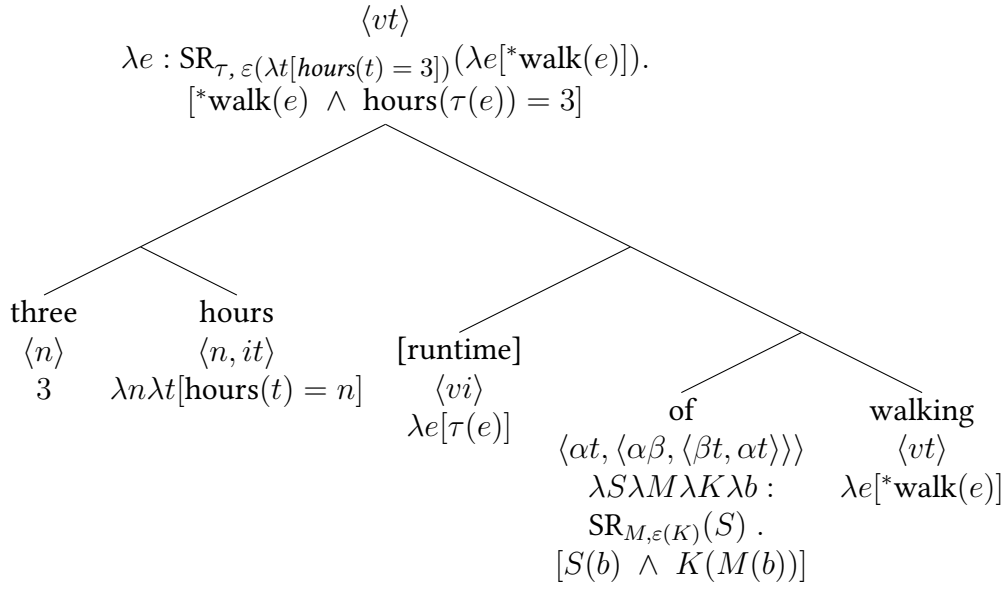 ⟨vt⟩
λe : SR_{τ, ε(λt[hours(t) = 3])}(λe[*walk(e)]).
[*walk(e) ∧ hours(τ(e)) = 3]
three
⟨n⟩
3
hours
⟨n, it⟩
λnλt[hours(t) = n]
[runtime]
⟨vi⟩
λe[τ(e)]
of
⟨αt, ⟨αβ, ⟨βt, αt⟩⟩⟩
λSλMλKλb :
SR_{M,ε(K)}(S) .
[S(b) ∧ K(M(b))]
walking
⟨vt⟩
λe[*walk(e)]